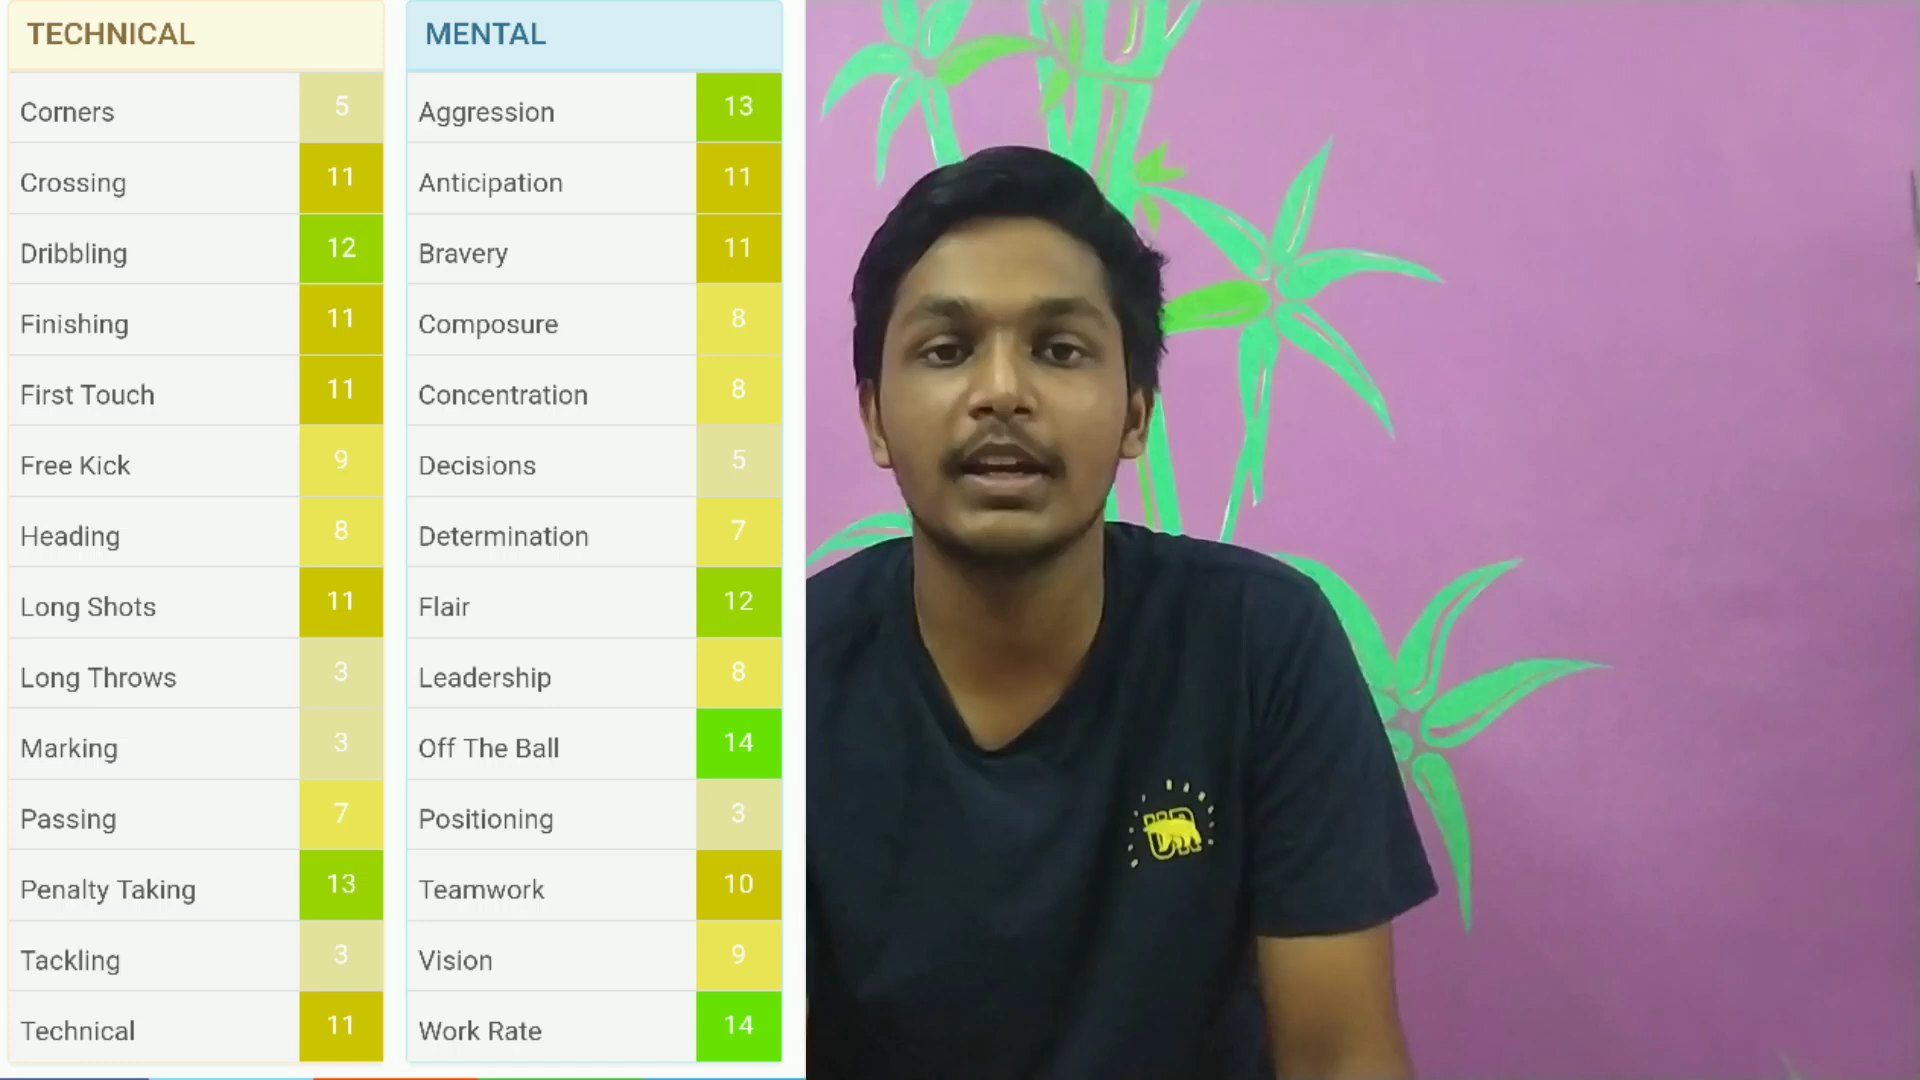 TECHNICAL
Corners 5
Crossing 11
Dribbling 12
Finishing 11
First Touch 11
Free Kick 9
Heading 8
Long Shots 11
Long Throws 3
Marking 3
Passing 7
Penalty Taking 13
Tackling 3
Technical 11
MENTAL
Aggression 13
Anticipation 11
Bravery 11
Composure 8
Concentration 8
Decisions 5
Determination 7
Flair 12
Leadership 8
Off The Ball 14
Positioning 3
Teamwork 10
Vision 9
Work Rate 14